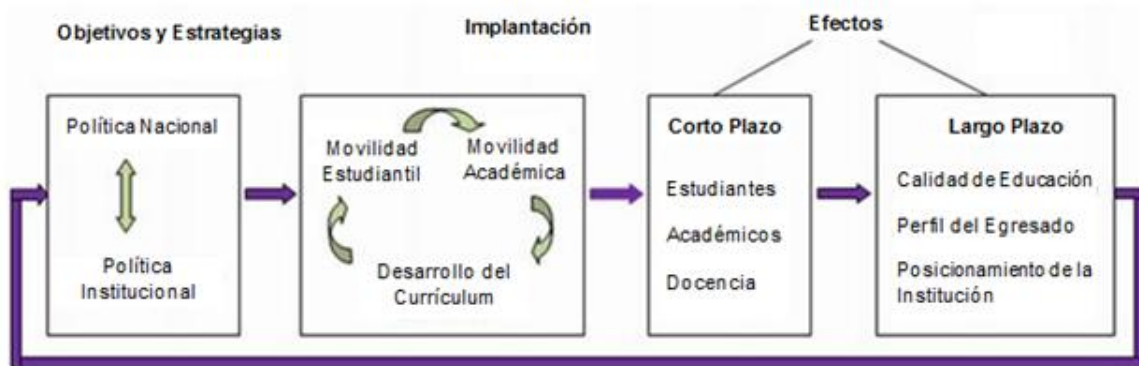 Objetivos y Estrategias
Implantación
Efectos
Política Nacional
Política
Institucional
Movilidad
Estudiantil
Movilidad
Académica
Desarrollo del
Currículum
Corto Plazo
Estudiantes
Académicos
Docencia
Largo Plazo
Calidad de Educación
Perfil del Egresado
Posicionamiento de la
Institución